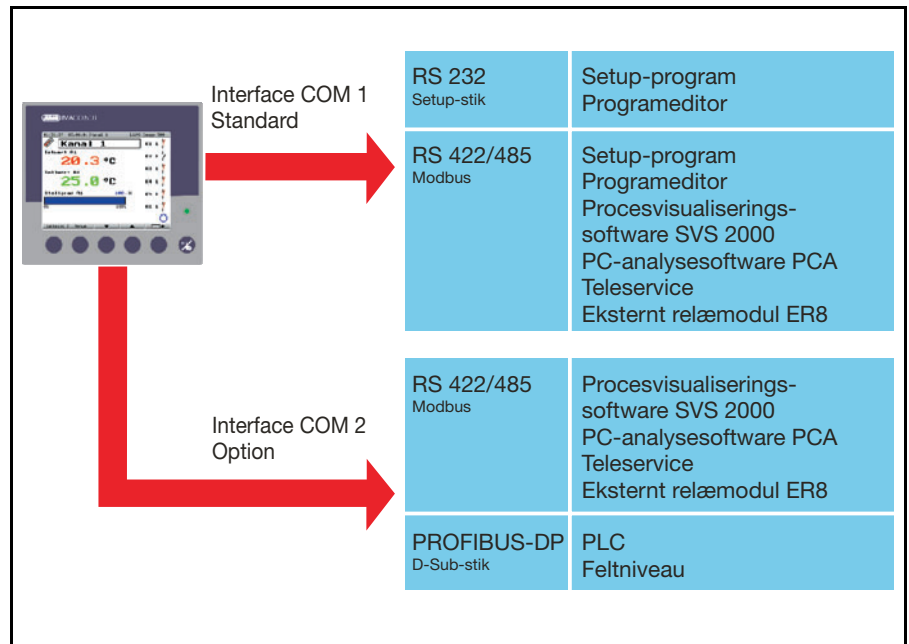 Interface COM 1
Standard
RS 232
Setup-stik
Setup-program
Programeditor
RS 422/485
Modbus
Setup-program
Programeditor
Procesvisualiserings-
software SVS 2000
PC-analysesoftware PCA
Teleservice
Eksternt relæmodul ER8
Interface COM 2
Option
RS 422/485
Modbus
Procesvisualiserings-
software SVS 2000
PC-analysesoftware PCA
Teleservice
Eksternt relæmodul ER8
PROFIBUS-DP
D-Sub-stik
PLC
Feltniveau
Kanal 1
20.3 °C
25.0 °C